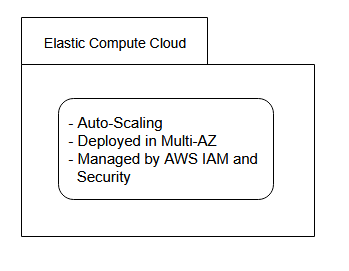 Elastic Compute Cloud
- Auto-Scaling
- Deployed in Multi-AZ
- Managed by AWS IAM and
Security